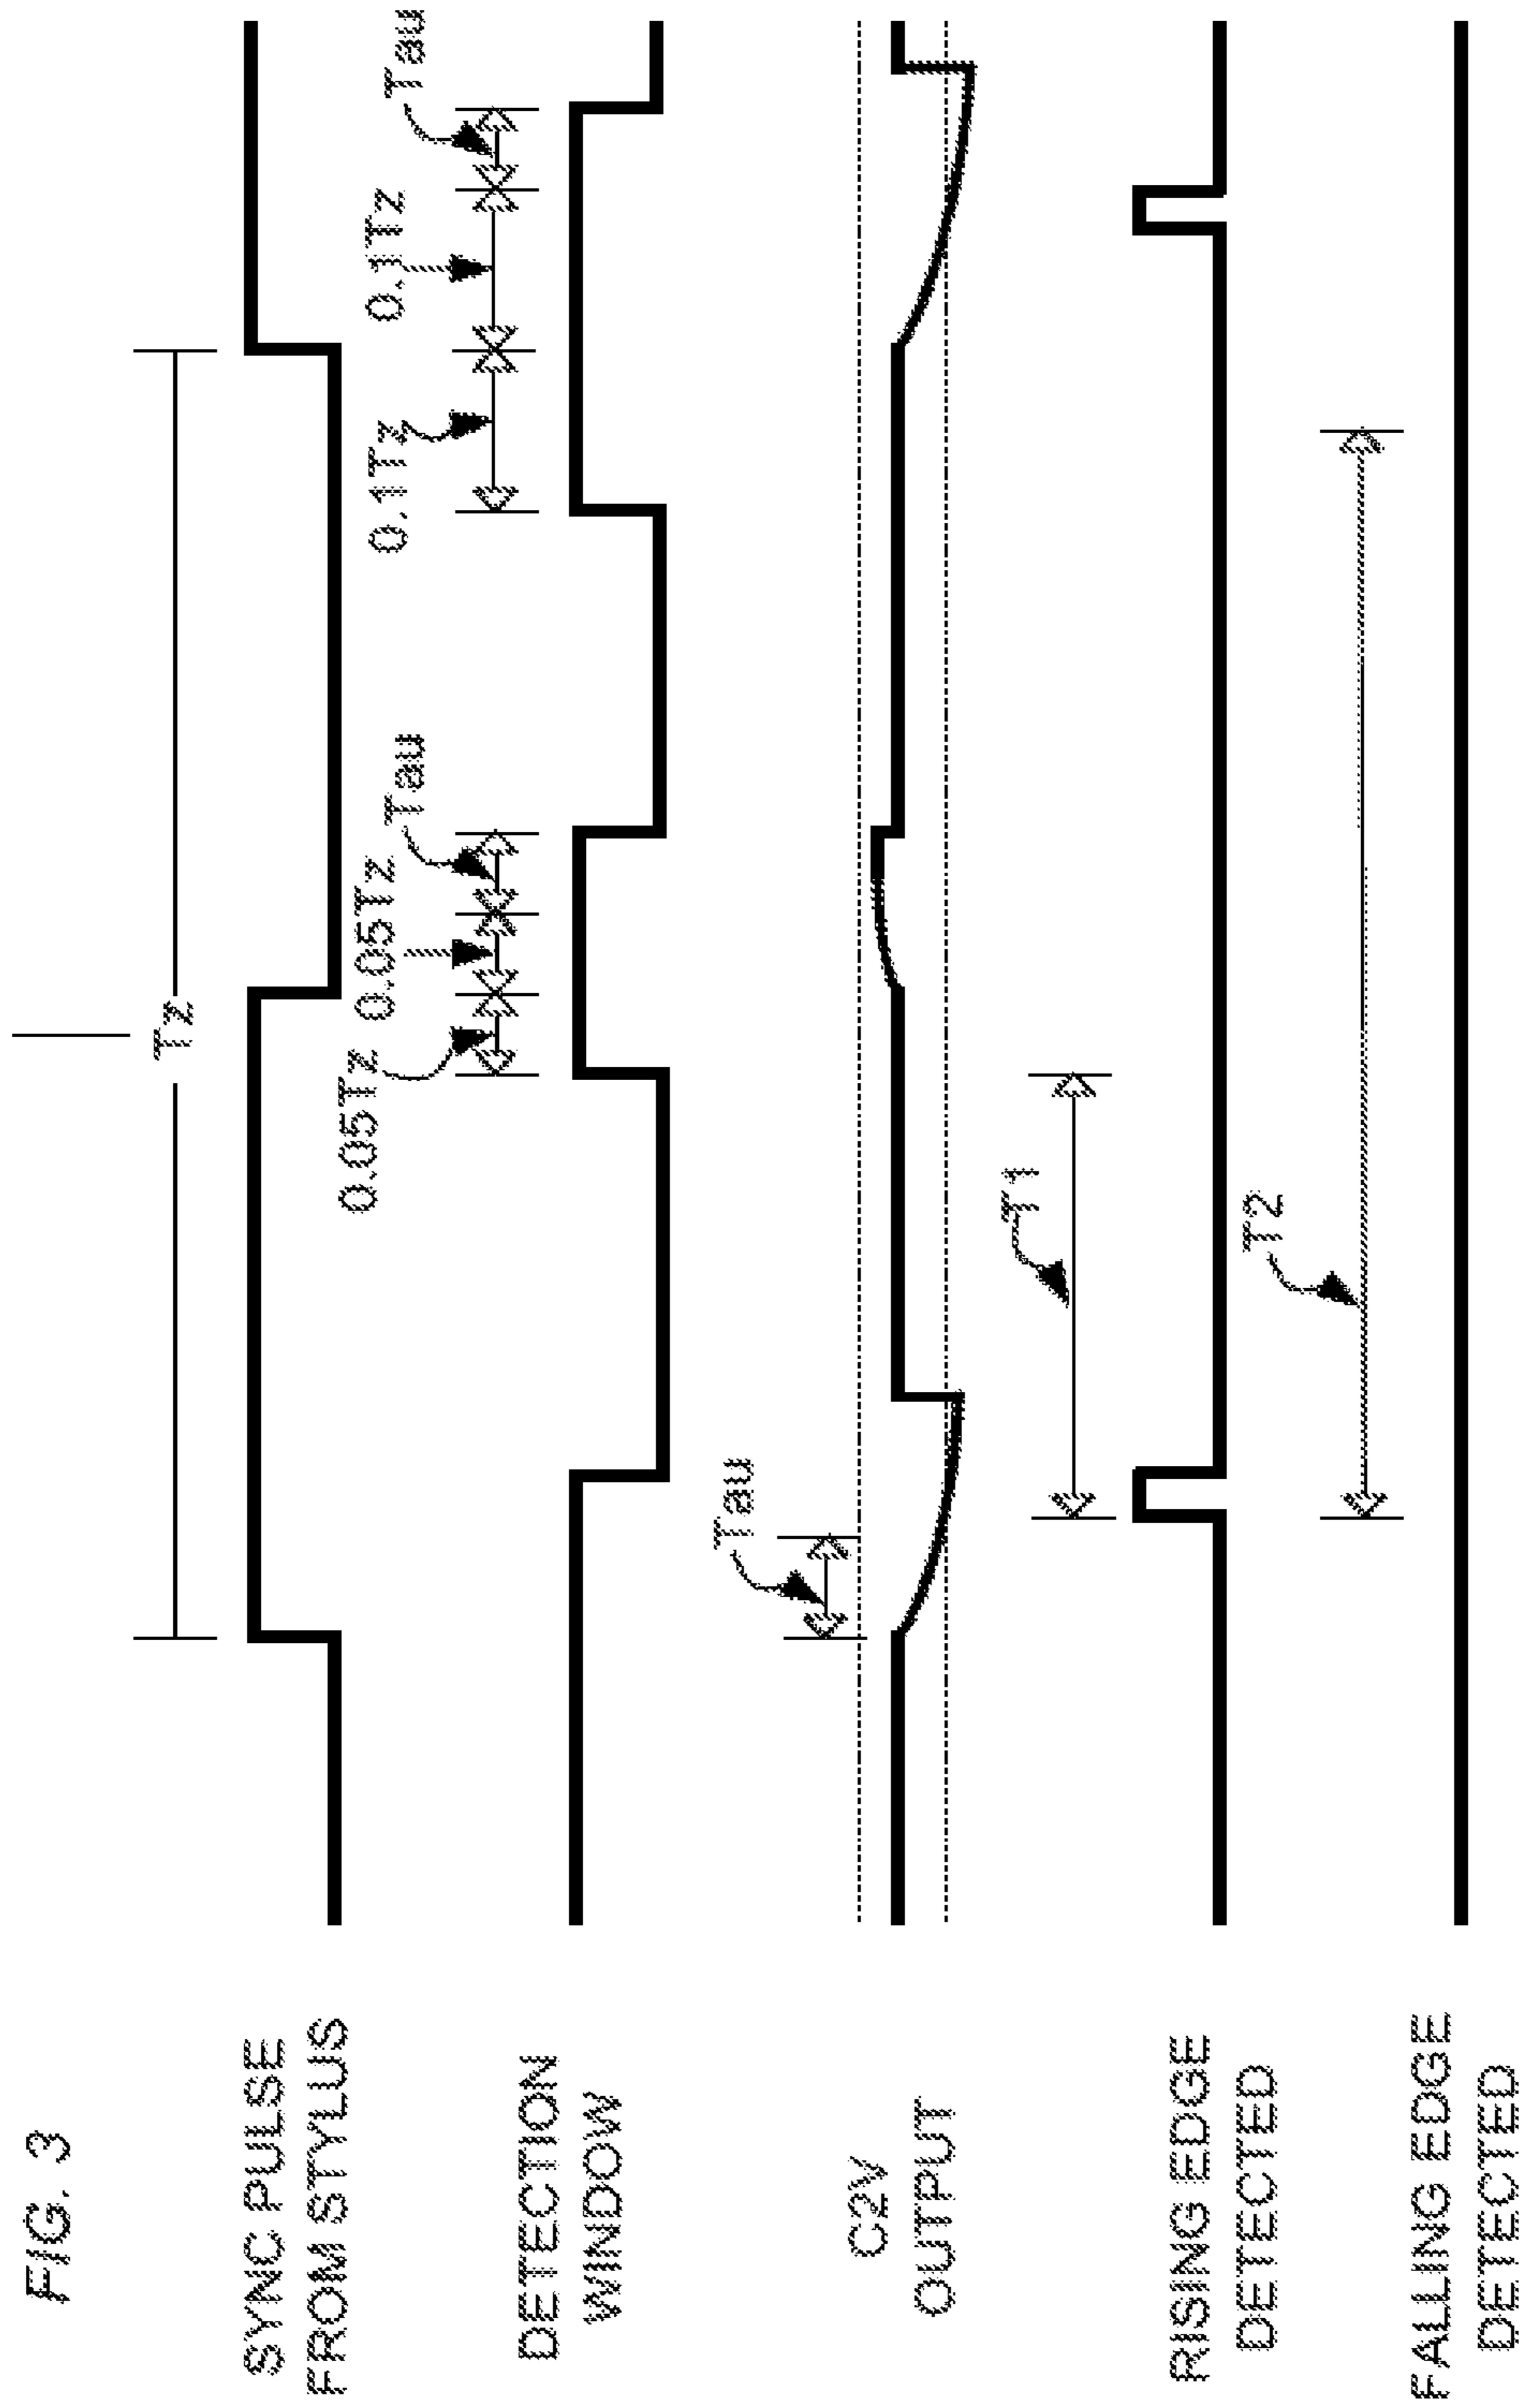 FIG. 3
Tz
SYNC PULSE
FROM STYLUS
0.05Tz
0.05Tz
Tau
0.1Tz
0.1Tz
Tau
DETECTION
WINDOW
Tau
C2V
OUTPUT
T1
RISING EDGE
DETECTED
T2
FALLING EDGE
DETECTED